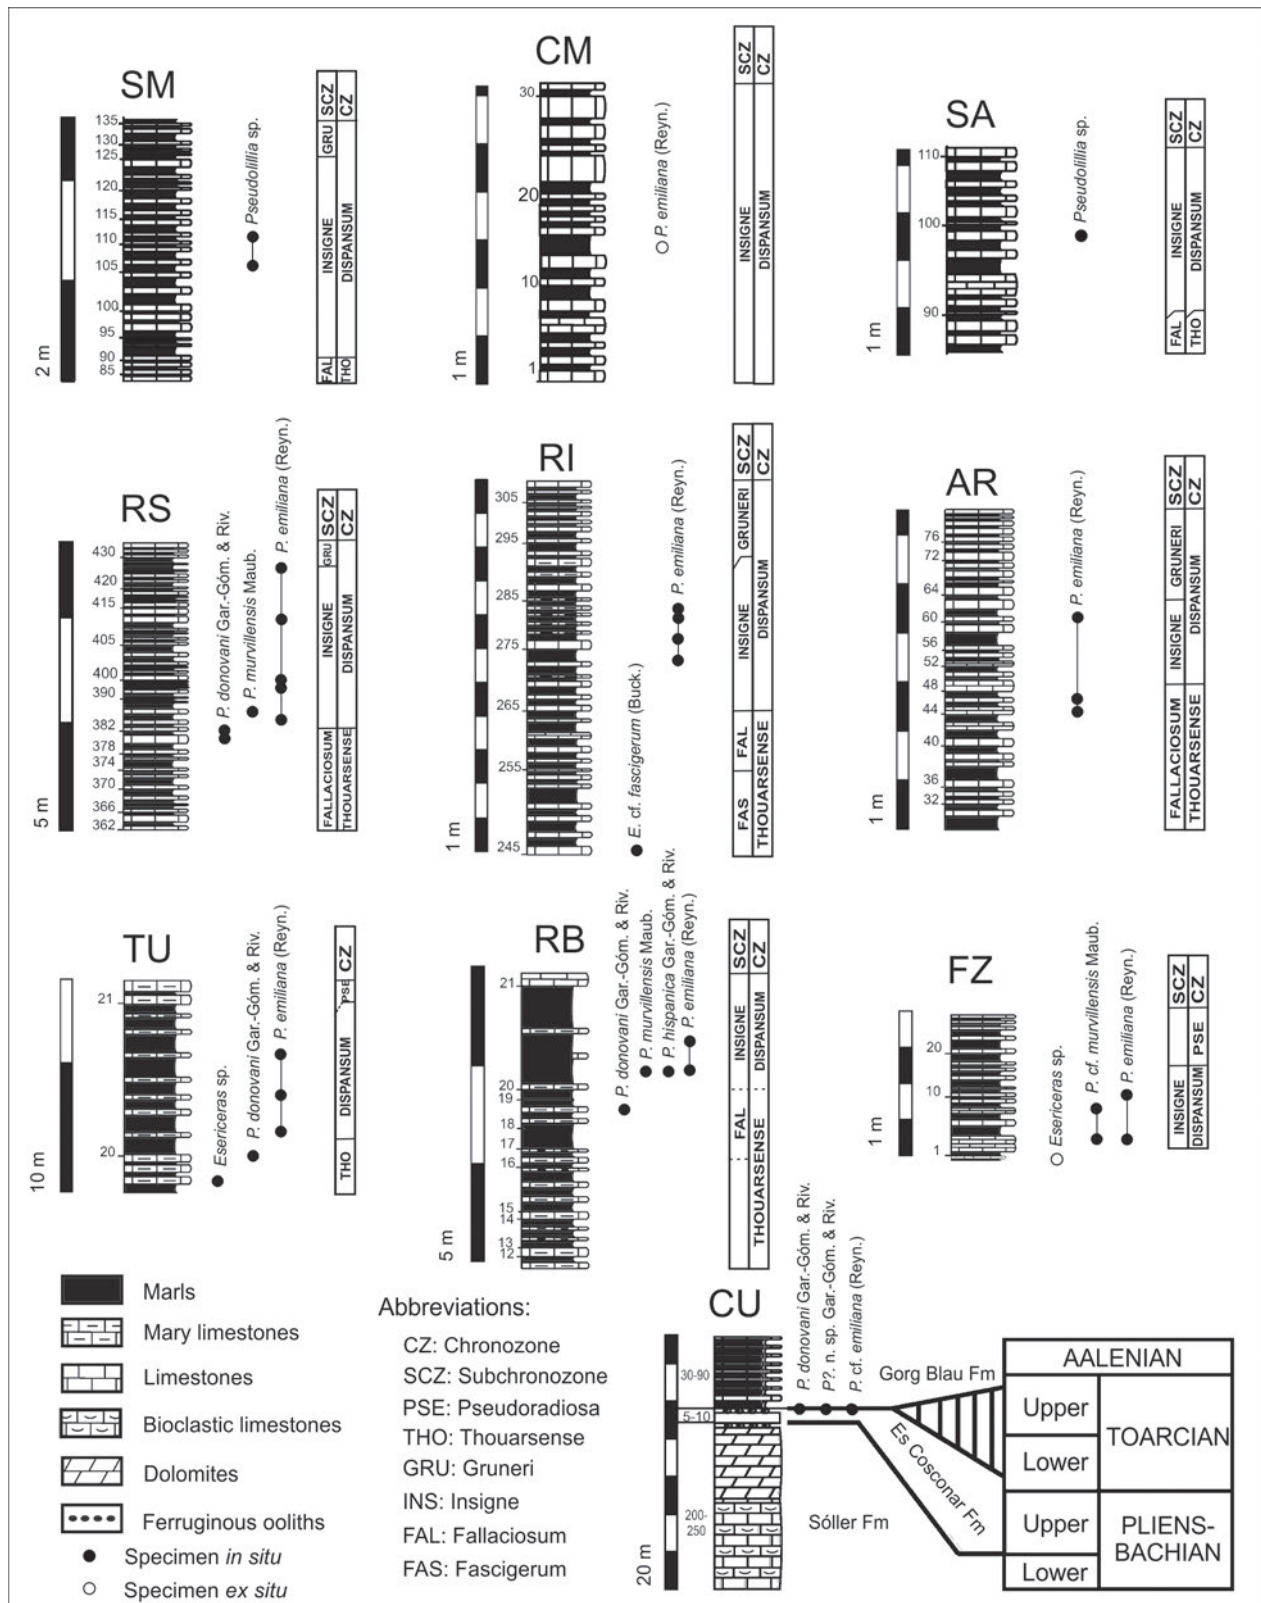 SM
135
130
125
120
115
110
105
100
95
90
85
2 m
Pseudolillia sp.
SCZ
CZ
GRU
INSIGNE
DISPANSUM
FAL
THO
CM
30
20
10
1
1 m
P. emiliana (Reyn.)
SCZ
CZ
INSIGNE
DISPANSUM
SA
110
100
90
1 m
Pseudolillia sp.
SCZ
CZ
INSIGNE
DISPANSUM
FAL
THO
RS
430
420
415
405
400
390
382
378
374
370
366
362
5 m
P. donovani Gar.-Góm. & Riv.
P. murvillensis Maub.
P. emiliana (Reyn.)
SCZ
CZ
GRU
INSIGNE
DISPANSUM
FALLACIOSUM
THOUARSENSE
RI
305
295
285
275
265
255
245
1 m
E. cf. fascigerum (Buck.)
P. emiliana (Reyn.)
SCZ
CZ
GRUNERI
INSIGNE
DISPANSUM
FAL
FAS
THOUARSENSE
AR
76
72
64
60
56
52
48
44
40
36
32
1 m
P. emiliana (Reyn.)
SCZ
CZ
GRUNERI
INSIGNE
DISPANSUM
FALLACIOSUM
THOUARSENSE
TU
21
20
10 m
Esericeras sp.
P. donovani Gar.-Góm. & Riv.
P. emiliana (Reyn.)
CZ
PSE
DISPANSUM
THO
RB
21
20
19
18
17
16
15
14
13
12
5 m
P. donovani Gar.-Góm. & Riv.
P. murvillensis Maub.
P. hispanica Gar.-Góm. & Riv.
P. emiliana (Reyn.)
SCZ
CZ
INSIGNE
DISPANSUM
FAL
THOUARSENSE
FZ
20
10
1
1 m
Esericeras sp.
P. cf. murvillensis Maub.
P. emiliana (Reyn.)
SCZ
CZ
PSE
INSIGNE
DISPANSUM
Marls
Mary limestones
Limestones
Bioclastic limestones
Dolomites
Ferruginous ooliths
Specimen in situ
Specimen ex situ
Abbreviations:
CZ: Chronozone
SCZ: Subchronozone
PSE: Pseudoradiosa
THO: Thouarsense
GRU: Gruneri
INS: Insigne
FAL: Fallaciosum
FAS: Fascigerum
CU
30-90
5-10
200-
250
20 m
P. donovani Gar.-Góm. & Riv.
P?. n. sp. Gar.-Góm. & Riv.
P. cf. emiliana (Reyn.)
Gorg Blau Fm
Es Cosconar Fm
Sóller Fm
AALENIAN
Upper
Lower
TOARCIAN
Upper
Lower
PLIENS-
BACHIAN